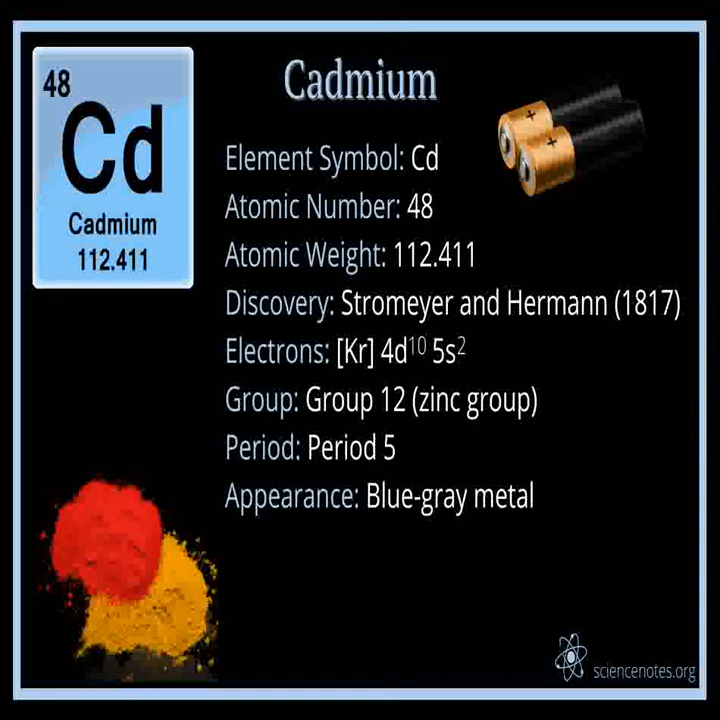 48
Cd
Cadmium
112.411
Cadmium
Element Symbol: Cd
Atomic Number: 48
Atomic Weight: 112.411
Discovery: Stromeyer and Hermann (1817)
Electrons: [Kr] 4d¹⁰ 5s²
Group: Group 12 (zinc group)
Period: Period 5
Appearance: Blue-gray metal
+
+
sciencenotes.org